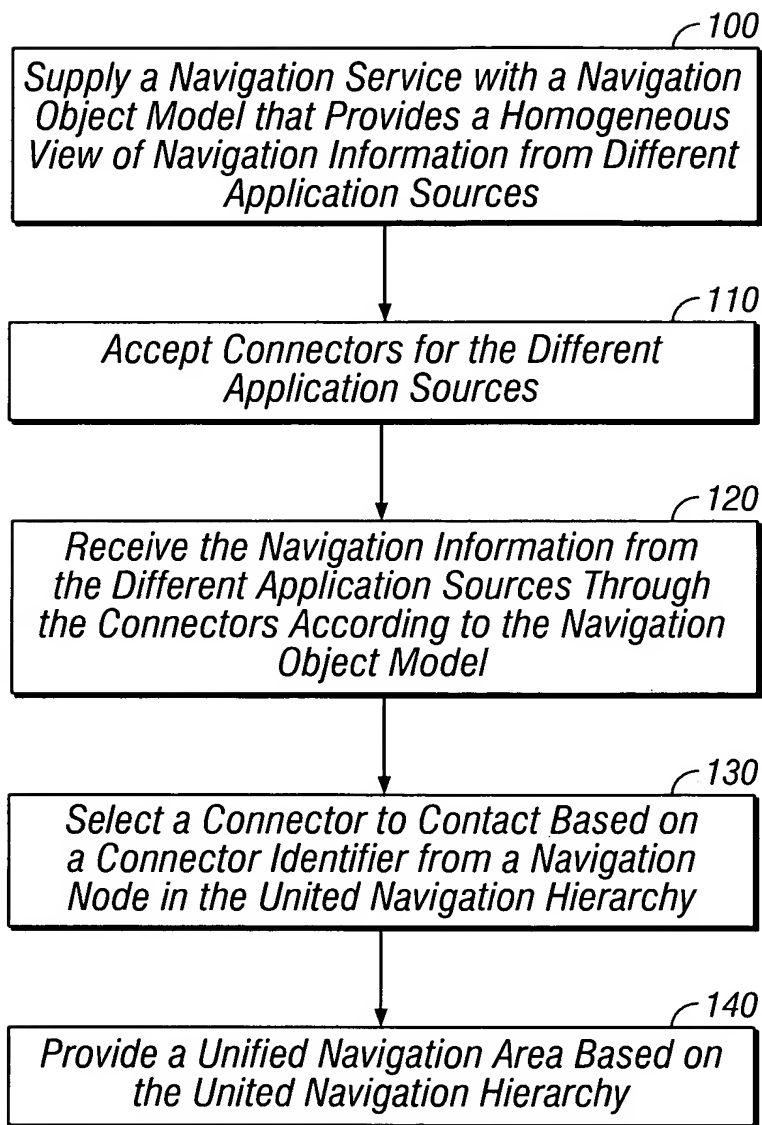 100
Supply a Navigation Service with a Navigation
Object Model that Provides a Homogeneous
View of Navigation Information from Different
Application Sources
110
Accept Connectors for the Different
Application Sources
120
Receive the Navigation Information from
the Different Application Sources Through
the Connectors According to the Navigation
Object Model
130
Select a Connector to Contact Based on
a Connector Identifier from a Navigation
Node in the United Navigation Hierarchy
140
Provide a Unified Navigation Area Based on
the United Navigation Hierarchy